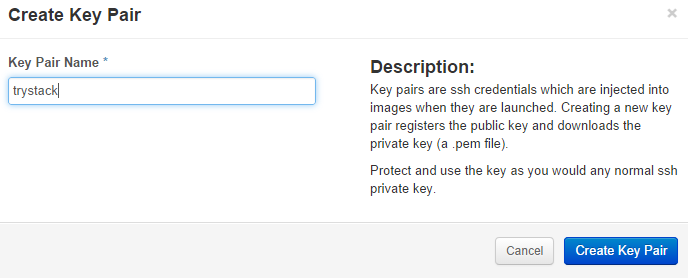 Create Key Pair ×
Key Pair Name *
trystack
Description:
Key pairs are ssh credentials which are injected into
images when they are launched. Creating a new key
pair registers the public key and downloads the
private key (a .pem file).
Protect and use the key as you would any normal ssh
private key.
Cancel Create Key Pair